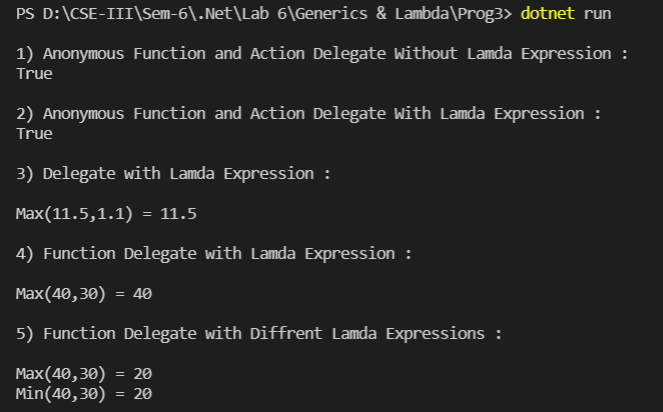 PS D:\CSE-III\Sem-6\.Net\Lab 6\Generics & Lambda\Prog3> dotnet run
1) Anonymous Function and Action Delegate Without Lamda Expression :
True
2) Anonymous Function and Action Delegate With Lamda Expression :
True
3) Delegate with Lamda Expression :
Max(11.5,1.1) = 11.5
4) Function Delegate with Lamda Expression :
Max(40,30) = 40
5) Function Delegate with Diffrent Lamda Expressions :
Max(40,30) = 20
Min(40,30) = 20